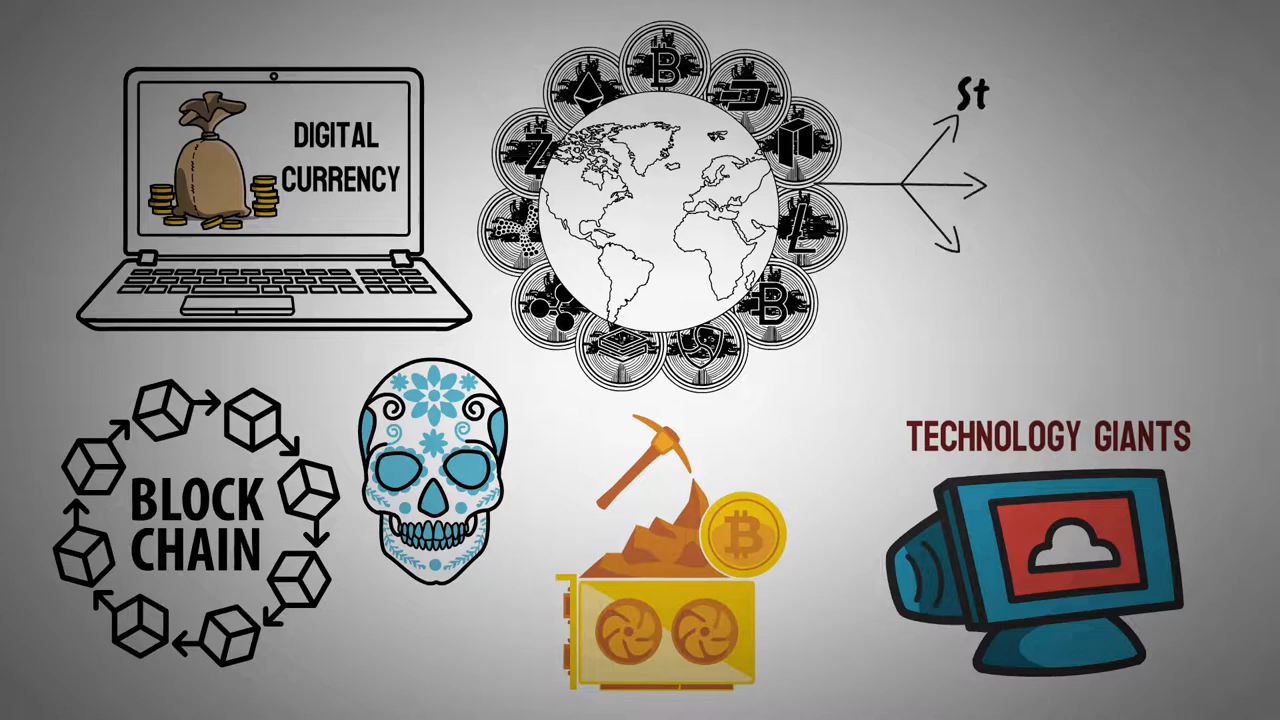 DIGITAL
CURRENCY
St
BLOCK
CHAIN
TECHNOLOGY GIANTS